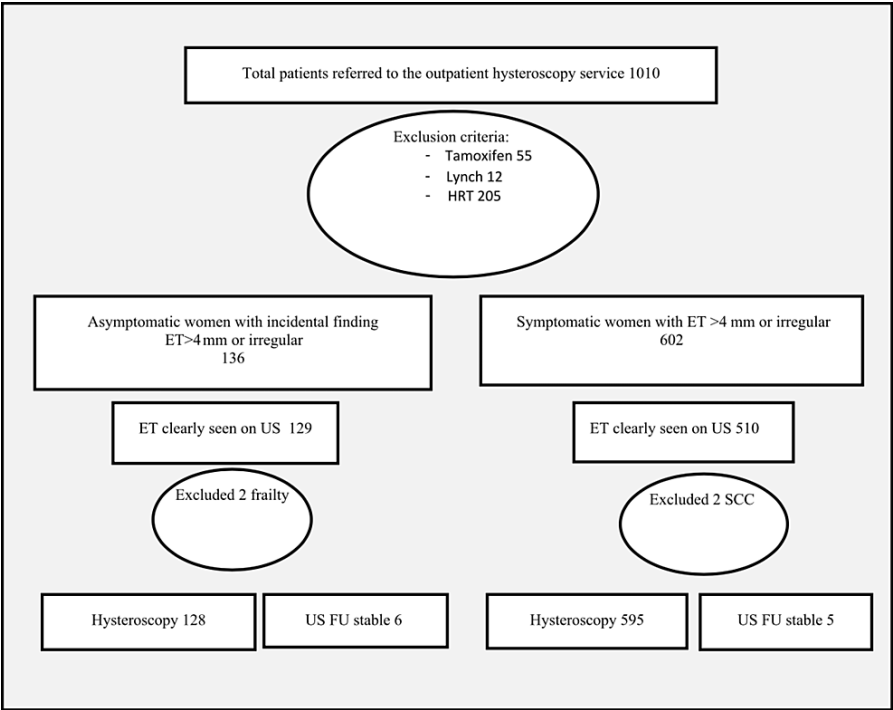 Total patients referred to the outpatient hysteroscopy service 1010
Exclusion criteria:
- Tamoxifen 55
- Lynch 12
- HRT 205
Asymptomatic women with incidental finding
ET>4 mm or irregular
136
Symptomatic women with ET >4 mm or irregular
602
ET clearly seen on US 129
ET clearly seen on US 510
Excluded 2 frailty
Excluded 2 SCC
Hysteroscopy 128
US FU stable 6
Hysteroscopy 595
US FU stable 5